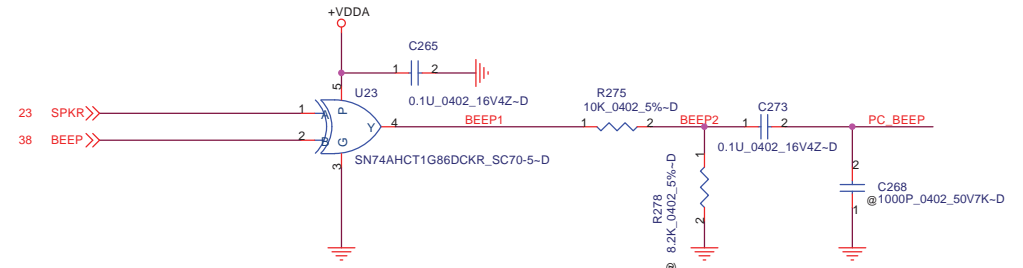 +VDDA
C265
1 2
5
U23
0.1U_0402_16V4Z~D
R275
10K_0402_5%~D
C273
23 SPKR
1
A
P
Y
4
BEEP1
1
2
BEEP2
1
2
PC_BEEP
38 BEEP
2
B
G
0.1U_0402_16V4Z~D
SN74AHCT1G86DCKR_SC70-5~D
3
1
2
R278
@ 8.2K_0402_5%~D
2
C268
@1000P_0402_50V7K~D
1